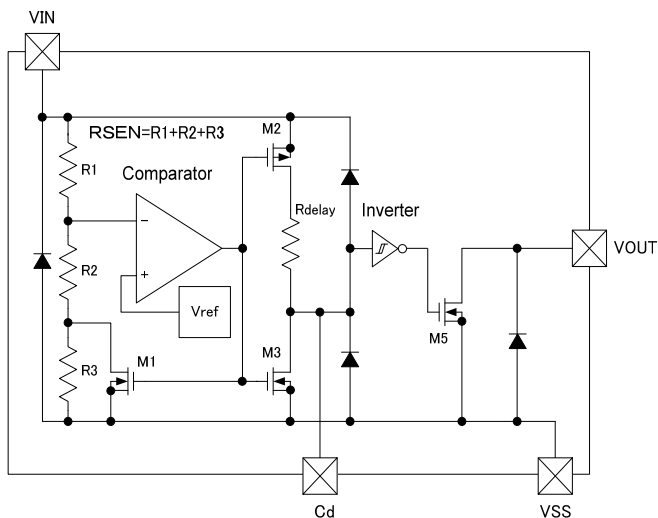 VIN
RSEN=R1+R2+R3
M2
R1
Comparator
Rdelay
Inverter
−
R2
+
Vref
VOUT
M5
R3
M1
M3
Cd
VSS